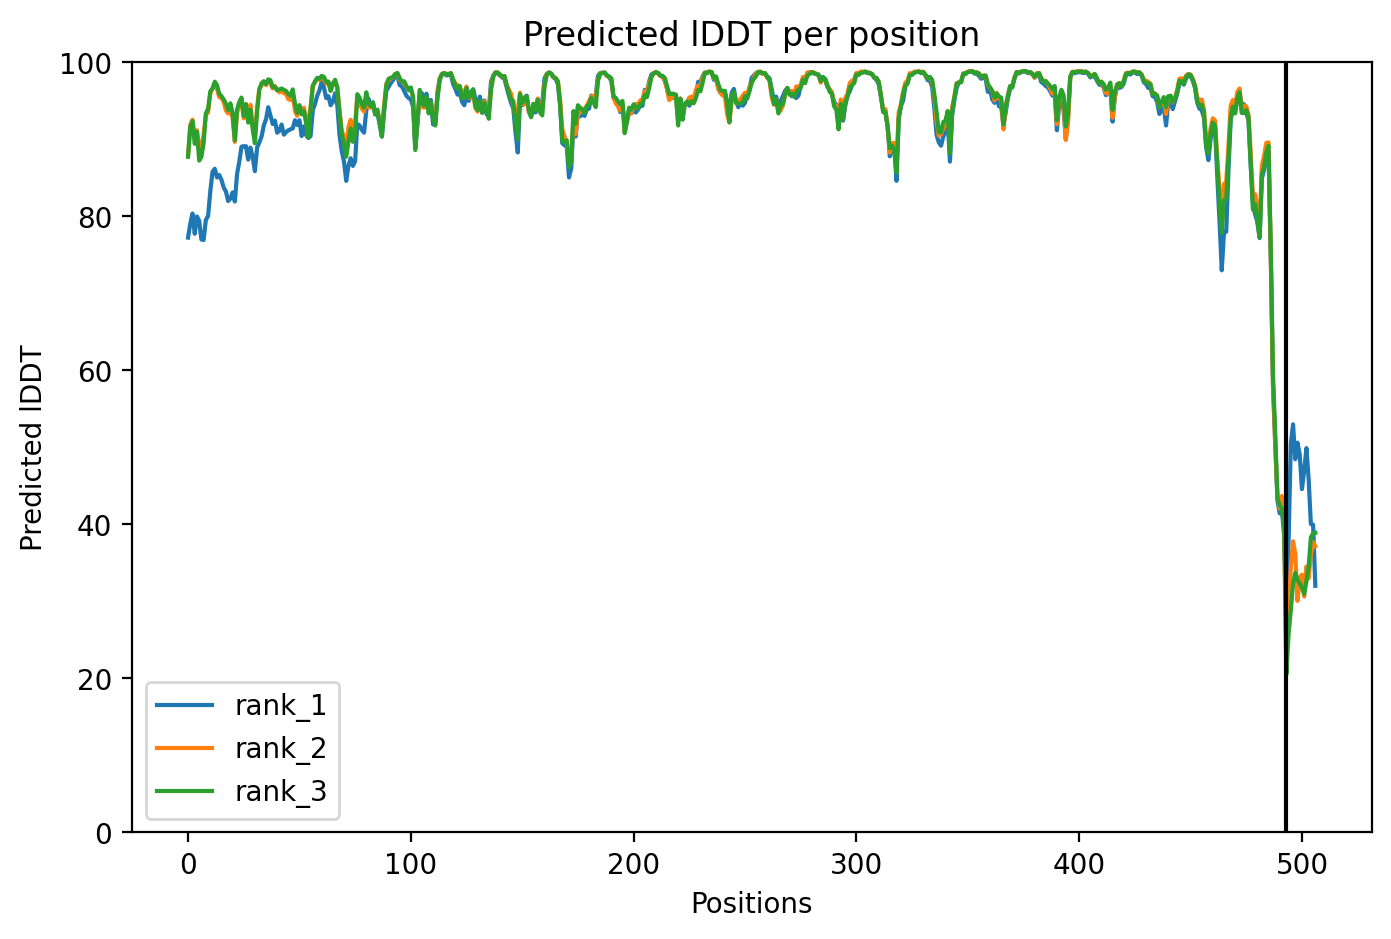 Predicted lDDT per position
100
80
60
40
20
0
Predicted lDDT
rank_1
rank_2
rank_3
0 100 200 300 400 500
Positions